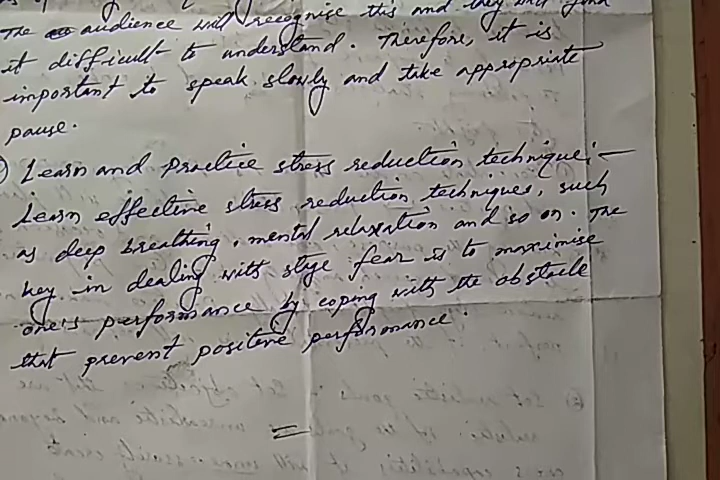 The audience will recognise this and they will find
it difficult to understand. Therefore, it is
important to speak slowly and take appropriate
pause.
Learn and Practice stress reduction technique:—
Learn effective stress reduction techniques, such
as deep breathing, mental relaxation and so on. The
key in dealing with stage fear is to maximise
one's performance by coping with the obstacle
that prevent positive performance.